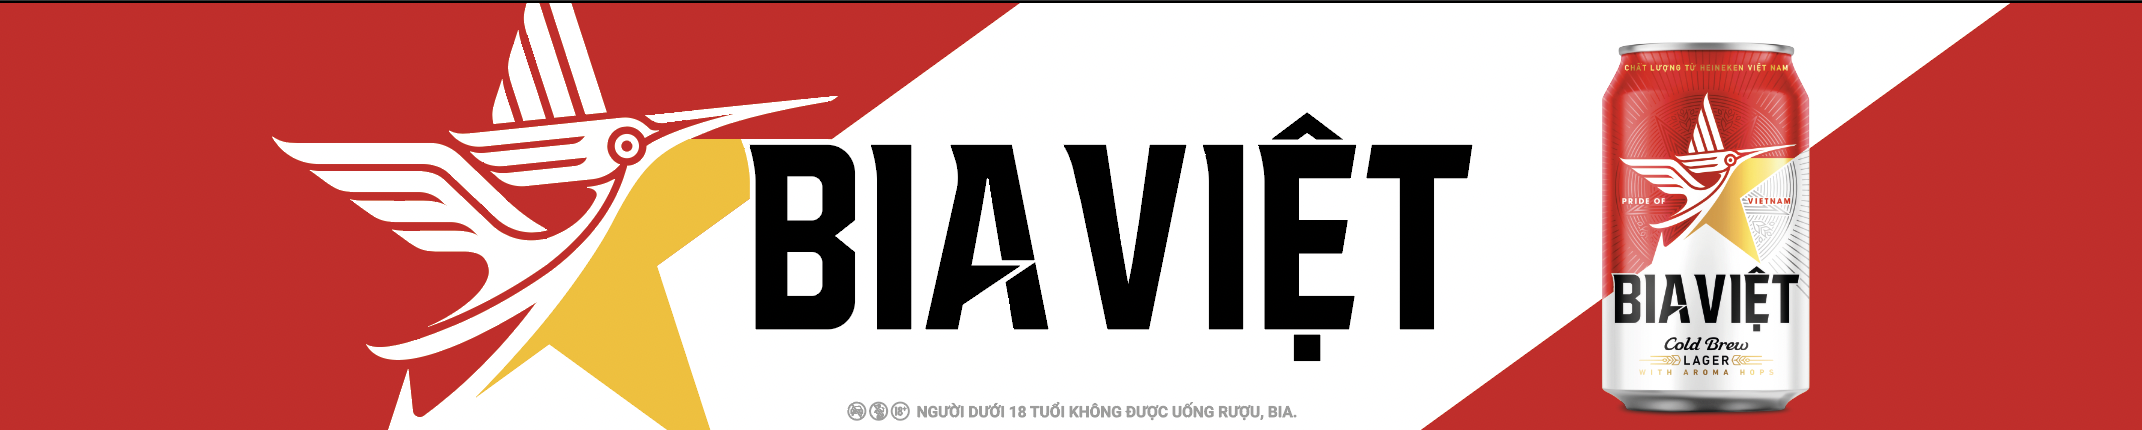 BIA VIỆT
NGƯỜI DƯỚI 18 TUỔI KHÔNG ĐƯỢC UỐNG RƯỢU, BIA.
18+
CHẤT LƯỢNG TỪ HEINEKEN VIỆT NAM
PRIDE OF VIETNAM
BIA VIỆT
Cold Brew
LAGER
WITH AROMA HOPS